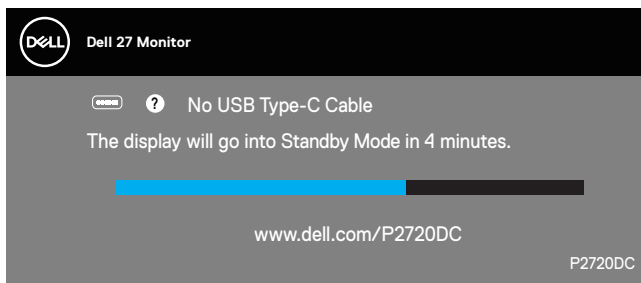 DELL
Dell 27 Monitor
? No USB Type-C Cable
The display will go into Standby Mode in 4 minutes.
www.dell.com/P2720DC
P2720DC